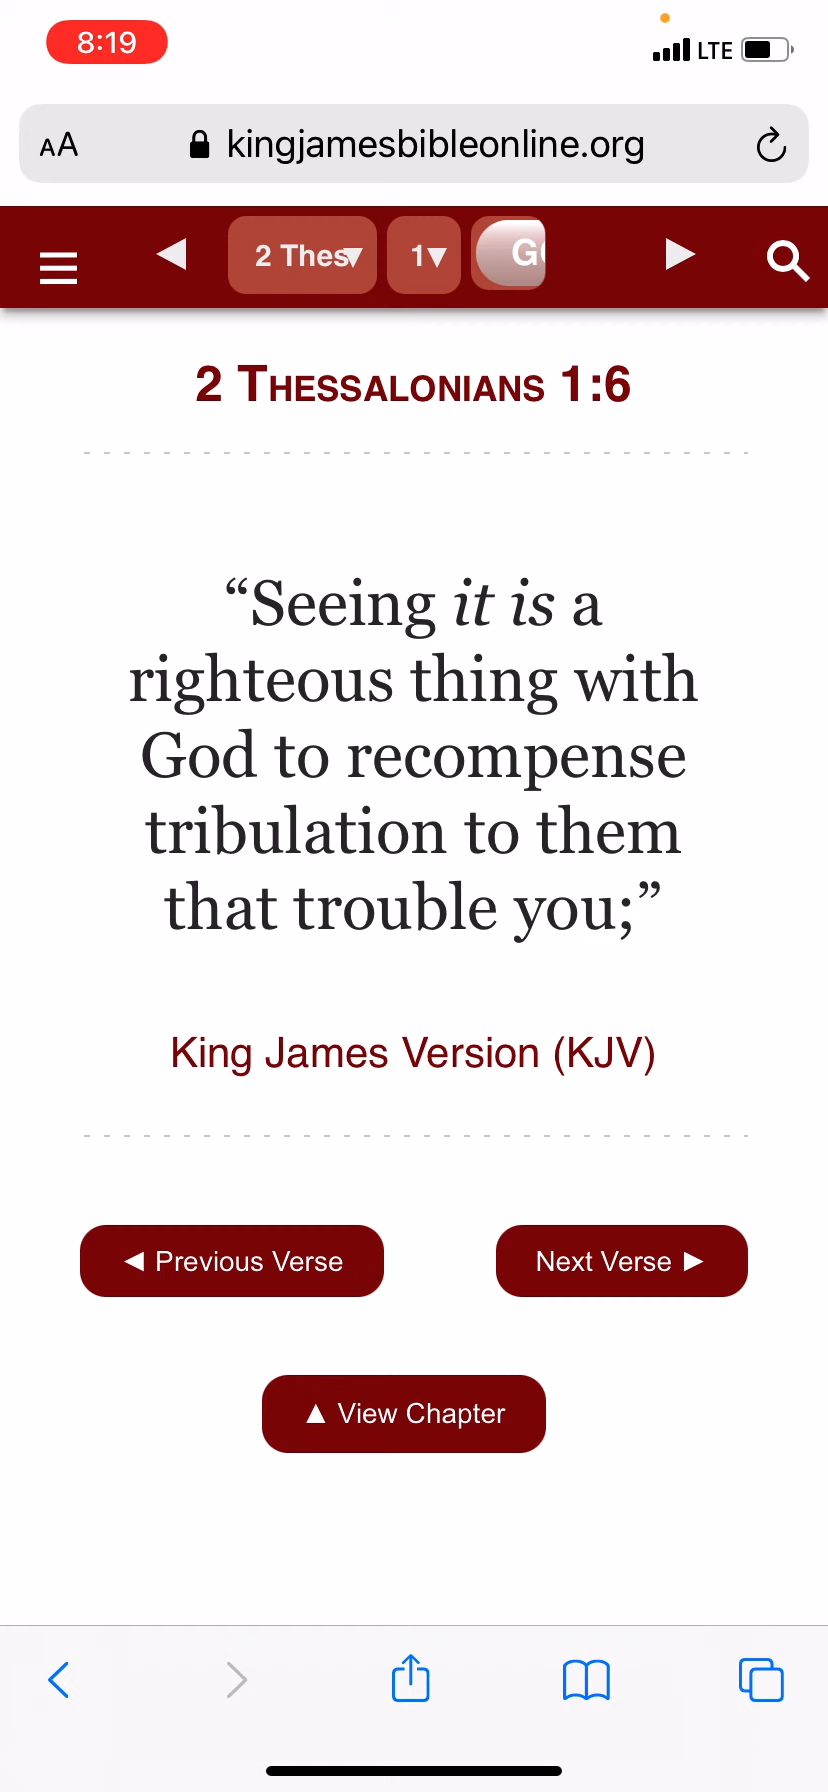 8:19
LTE
AA kingjamesbibleonline.org
2 Thes▼ 1▼ G
2 THESSALONIANS 1:6
“Seeing it is a
righteous thing with
God to recompense
tribulation to them
that trouble you;”
King James Version (KJV)
◀ Previous Verse
Next Verse ▶
▲ View Chapter